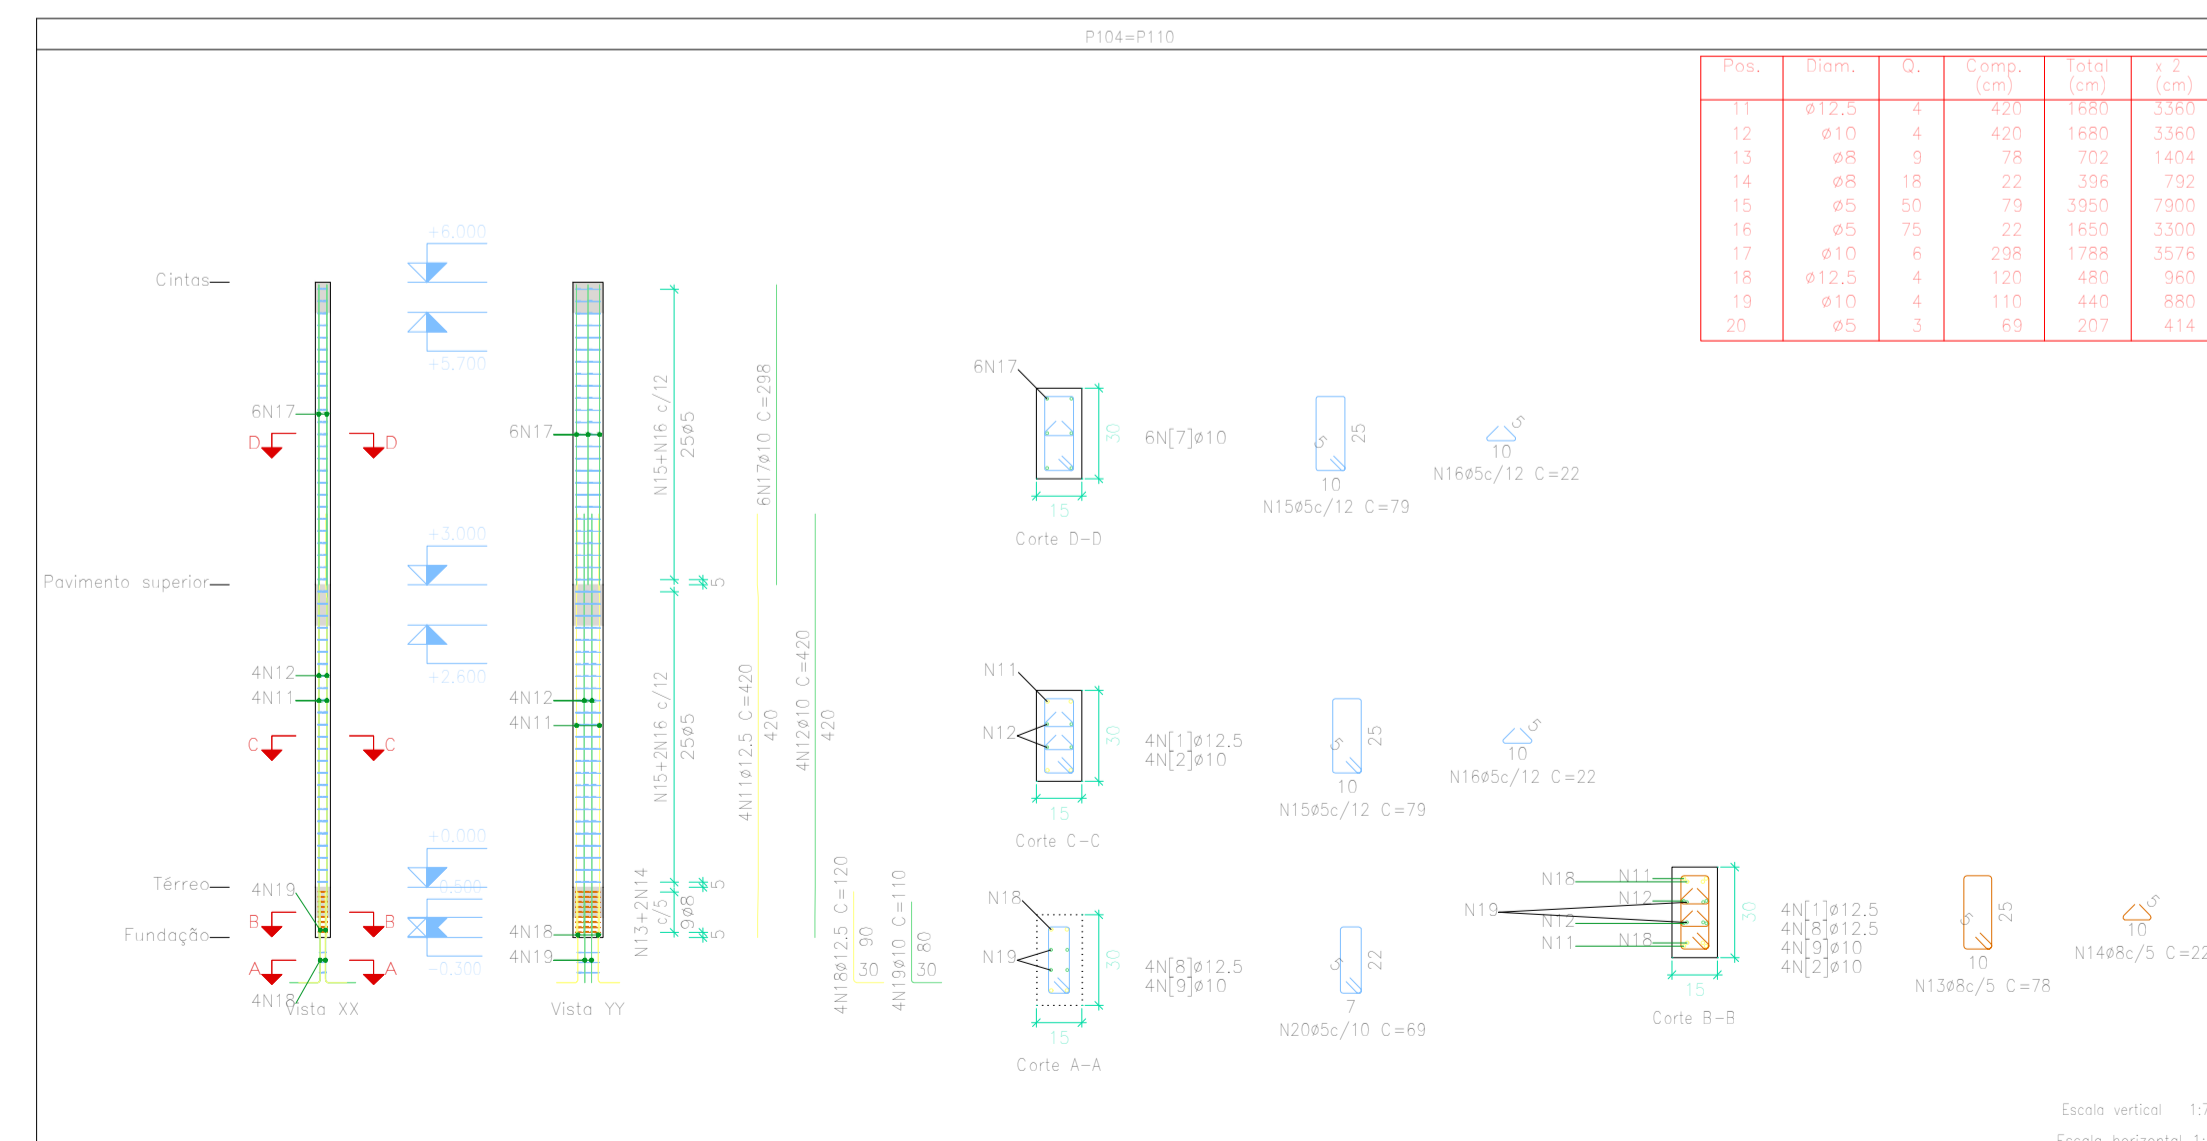 P104=P110
Pos. Diam. Q. Comp. (cm) Total (cm) x 2 (cm)
11 ø12.5 4 420 1680 3360
12 ø10 4 420 1680 3360
13 ø8 9 78 702 1404
14 ø8 18 22 396 792
15 ø5 50 79 3950 7900
16 ø5 75 22 1650 3300
17 ø10 6 298 1788 3576
18 ø12.5 4 120 480 960
19 ø10 4 110 440 880
20 ø5 3 69 207 414
+6.000
Cintas
+5.700
6N17
D D
6N17
N15+N16 c/12
25ø5
6N17ø10 C=298
+3.000
Pavimento superior
5
+2.600
4N12
4N11
4N12
4N11
C C
N15+2N16 c/12
25ø5
4N11ø12.5 C=420
420
4N12ø10 C=420
420
+0.000
Térreo
-0.500
5
4N19
B B
Fundação
4N18
4N19
A A
-0.300
4N18
N13+2N14
c/5
9ø8
5
4N18ø12.5 C=120
90
30
4N19ø10 C=110
80
30
Vista XX
Vista YY
6N17
30
15
6N[7]ø10
Corte D-D
5
25
10
N15ø5c/12 C=79
5
10
N16ø5c/12 C=22
N11
N12
30
15
4N[1]ø12.5
4N[2]ø10
Corte C-C
5
25
10
N15ø5c/12 C=79
5
10
N16ø5c/12 C=22
N18
N19
30
15
4N[8]ø12.5
4N[9]ø10
Corte A-A
5
22
7
N20ø5c/10 C=69
N18 N11
N12
N19
N12
N11 N18
30
15
4N[1]ø12.5
4N[8]ø12.5
4N[9]ø10
4N[2]ø10
Corte B-B
5
25
10
N13ø8c/5 C=78
5
10
N14ø8c/5 C=22
Escala vertical 1:7
Escala horizontal 1: